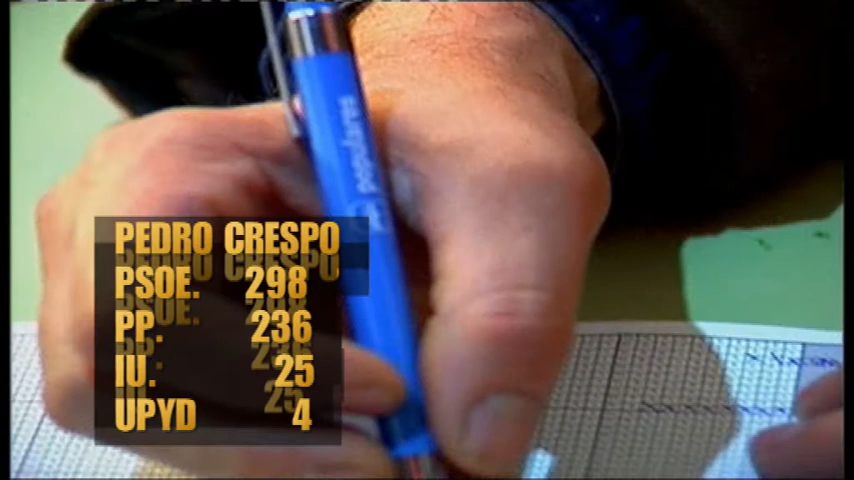 populares
PEDRO CRESPO
PSOE. 298
PP. 236
IU. 25
UPYD 4